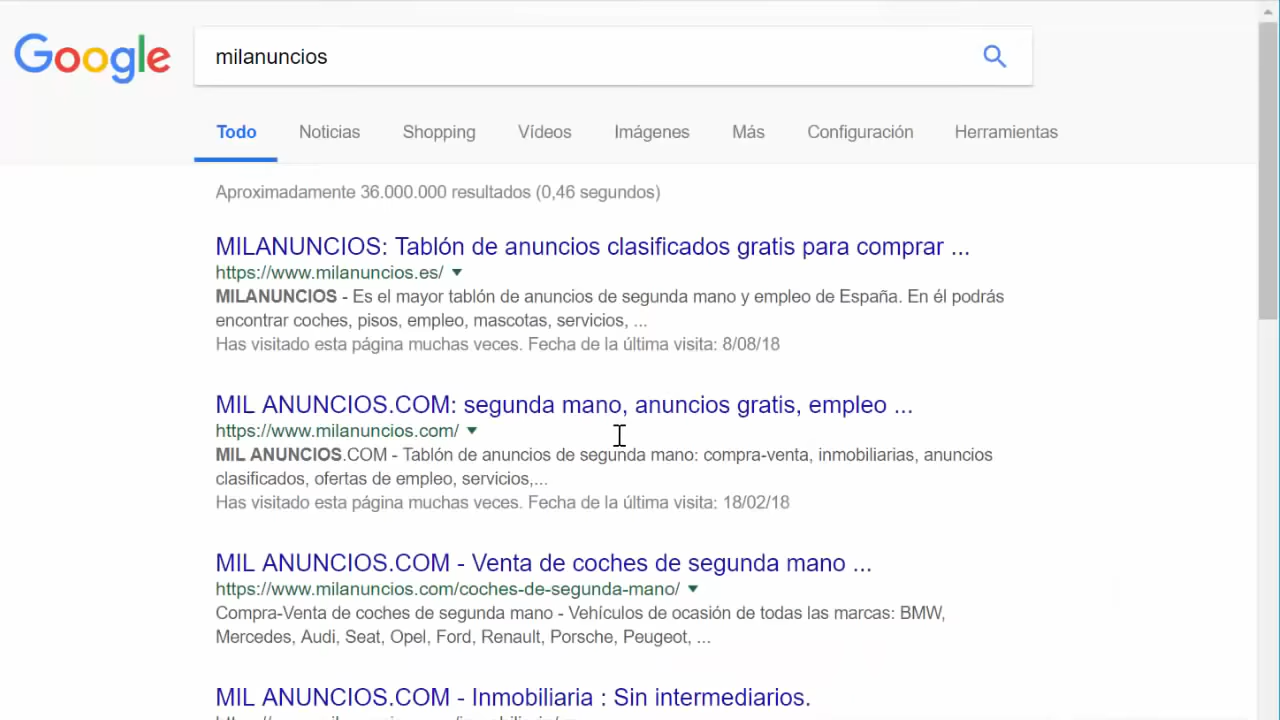 Google
milanuncios
Todo Noticias Shopping Vídeos Imágenes Más Configuración Herramientas
Aproximadamente 36.000.000 resultados (0,46 segundos)
MILANUNCIOS: Tablón de anuncios clasificados gratis para comprar ...
https://www.milanuncios.es/
MILANUNCIOS - Es el mayor tablón de anuncios de segunda mano y empleo de España. En él podrás
encontrar coches, pisos, empleo, mascotas, servicios, ...
Has visitado esta página muchas veces. Fecha de la última visita: 8/08/18
MIL ANUNCIOS.COM: segunda mano, anuncios gratis, empleo ...
https://www.milanuncios.com/
MIL ANUNCIOS.COM - Tablón de anuncios de segunda mano: compra-venta, inmobiliarias, anuncios
clasificados, ofertas de empleo, servicios,...
Has visitado esta página muchas veces. Fecha de la última visita: 18/02/18
MIL ANUNCIOS.COM - Venta de coches de segunda mano ...
https://www.milanuncios.com/coches-de-segunda-mano/
Compra-Venta de coches de segunda mano - Vehículos de ocasión de todas las marcas: BMW,
Mercedes, Audi, Seat, Opel, Ford, Renault, Porsche, Peugeot, ...
MIL ANUNCIOS.COM - Inmobiliaria : Sin intermediarios.